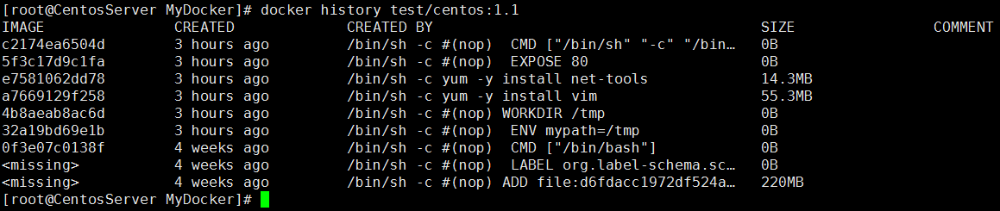 [root@CentosServer MyDocker]# docker history test/centos:1.1
IMAGE CREATED CREATED BY SIZE COMMENT
c2174ea6504d 3 hours ago /bin/sh -c #(nop)  CMD ["/bin/sh" "-c" "/bin… 0B
5f3c17d9c1fa 3 hours ago /bin/sh -c #(nop)  EXPOSE 80 0B
e7581062dd78 3 hours ago /bin/sh -c yum -y install net-tools 14.3MB
a7669129f258 3 hours ago /bin/sh -c yum -y install vim 55.3MB
4b8aeab8ac6d 3 hours ago /bin/sh -c #(nop) WORKDIR /tmp 0B
32a19bd69e1b 3 hours ago /bin/sh -c #(nop)  ENV mypath=/tmp 0B
0f3e07c0138f 4 weeks ago /bin/sh -c #(nop)  CMD ["/bin/bash"] 0B
<missing> 4 weeks ago /bin/sh -c #(nop)  LABEL org.label-schema.sc… 0B
<missing> 4 weeks ago /bin/sh -c #(nop) ADD file:d6fdacc1972df524a… 220MB
[root@CentosServer MyDocker]#